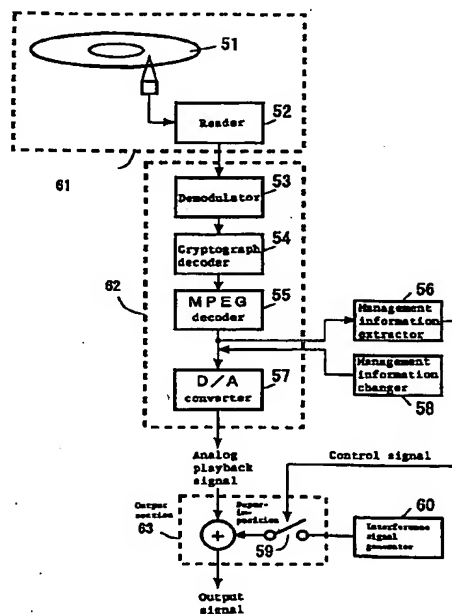 51
Reader
52
61
Demodulator
53
Cryptograph
decoder
54
MPEG
decoder
55
62
Management
information
extractor
56
D/A
converter
57
Management
information
changer
58
Analog
playback
signal
Control signal
Output
section
63
Super-
imposition
+
59
Interference
signal
generator
60
Output
signal